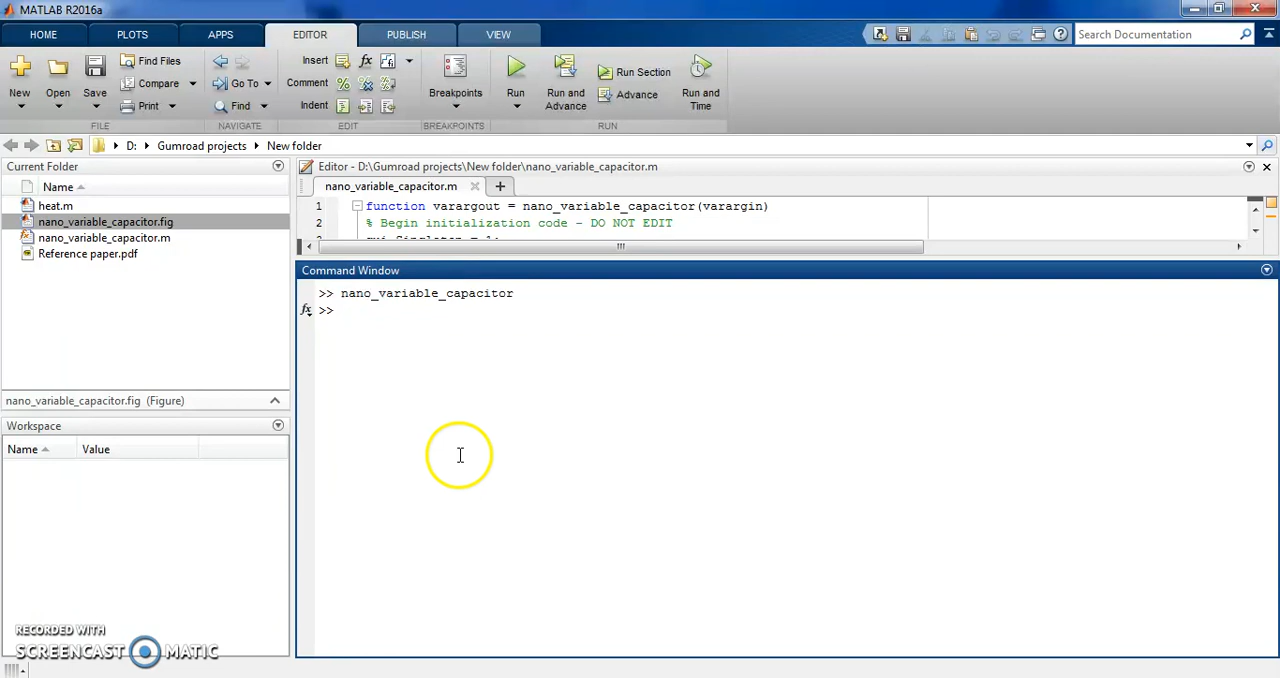 MATLAB R2016a
HOME PLOTS APPS EDITOR PUBLISH VIEW
Search Documentation
New Open Save Find Files Compare Print
Go To Find
Insert fx
Comment
Indent
Breakpoints
Run Run and Advance Run Section Advance Run and Time
FILE NAVIGATE EDIT BREAKPOINTS RUN
D: Gumroad projects New folder
Current Folder
Name
heat.m
nano_variable_capacitor.fig
nano_variable_capacitor.m
Reference paper.pdf
nano_variable_capacitor.fig (Figure)
Workspace
Name Value
Editor - D:\Gumroad projects\New folder\nano_variable_capacitor.m
nano_variable_capacitor.m
1 function varargout = nano_variable_capacitor(varargin)
2 % Begin initialization code - DO NOT EDIT
Command Window
>> nano_variable_capacitor
fx >>
RECORDED WITH
SCREENCAST MATIC